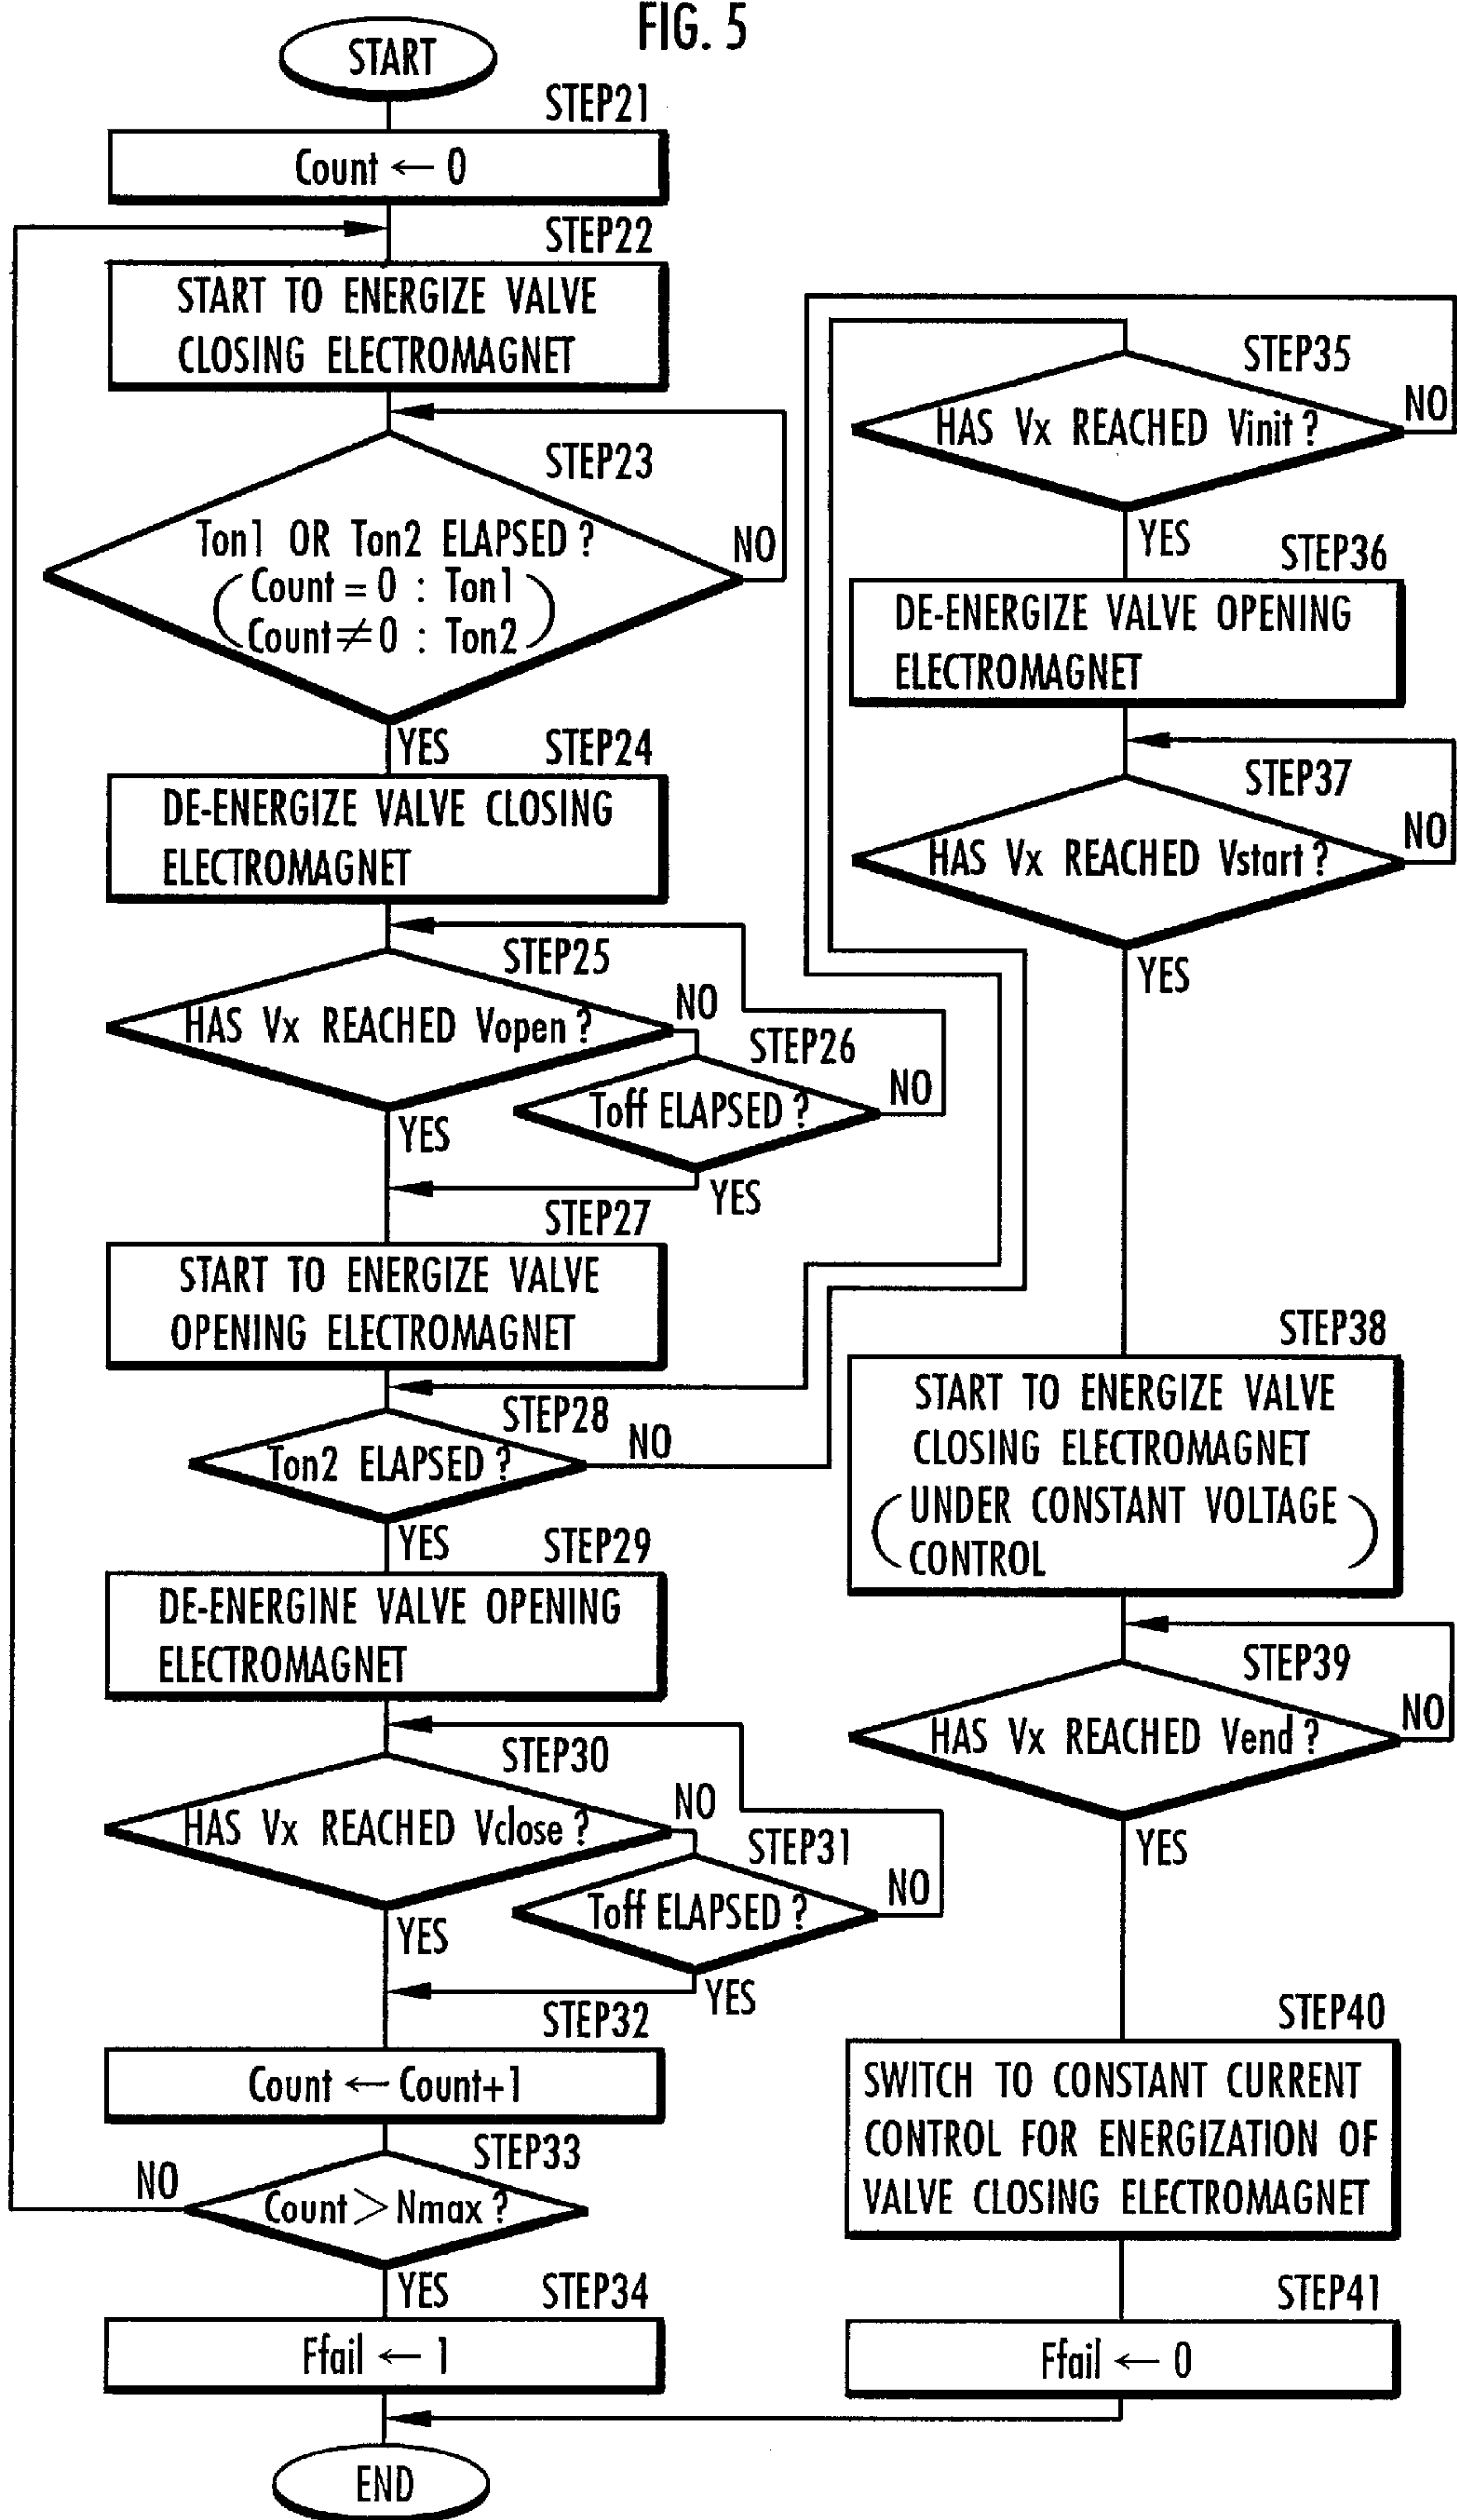 FIG. 5
START
STEP21
Count ← 0
STEP22
START TO ENERGIZE VALVE
CLOSING ELECTROMAGNET
STEP23
Ton1 OR Ton2 ELAPSED ?
(Count = 0 : Ton1
Count ≠ 0 : Ton2)
NO
YES
STEP24
DE-ENERGIZE VALVE CLOSING
ELECTROMAGNET
STEP25
HAS Vx REACHED Vopen ?
NO
YES
STEP26
Toff ELAPSED ?
NO
YES
STEP27
START TO ENERGIZE VALVE
OPENING ELECTROMAGNET
STEP28
Ton2 ELAPSED ?
NO
YES
STEP29
DE-ENERGINE VALVE OPENING
ELECTROMAGNET
STEP30
HAS Vx REACHED Vclose ?
NO
YES
STEP31
Toff ELAPSED ?
NO
YES
STEP32
Count ← Count+1
STEP33
Count > Nmax ?
NO
YES
STEP34
Ffail ← 1
END
STEP35
HAS Vx REACHED Vinit ?
NO
YES
STEP36
DE-ENERGIZE VALVE OPENING
ELECTROMAGNET
STEP37
HAS Vx REACHED Vstart ?
NO
YES
STEP38
START TO ENERGIZE VALVE
CLOSING ELECTROMAGNET
(UNDER CONSTANT VOLTAGE
CONTROL)
STEP39
HAS Vx REACHED Vend ?
NO
YES
STEP40
SWITCH TO CONSTANT CURRENT
CONTROL FOR ENERGIZATION OF
VALVE CLOSING ELECTROMAGNET
STEP41
Ffail ← 0